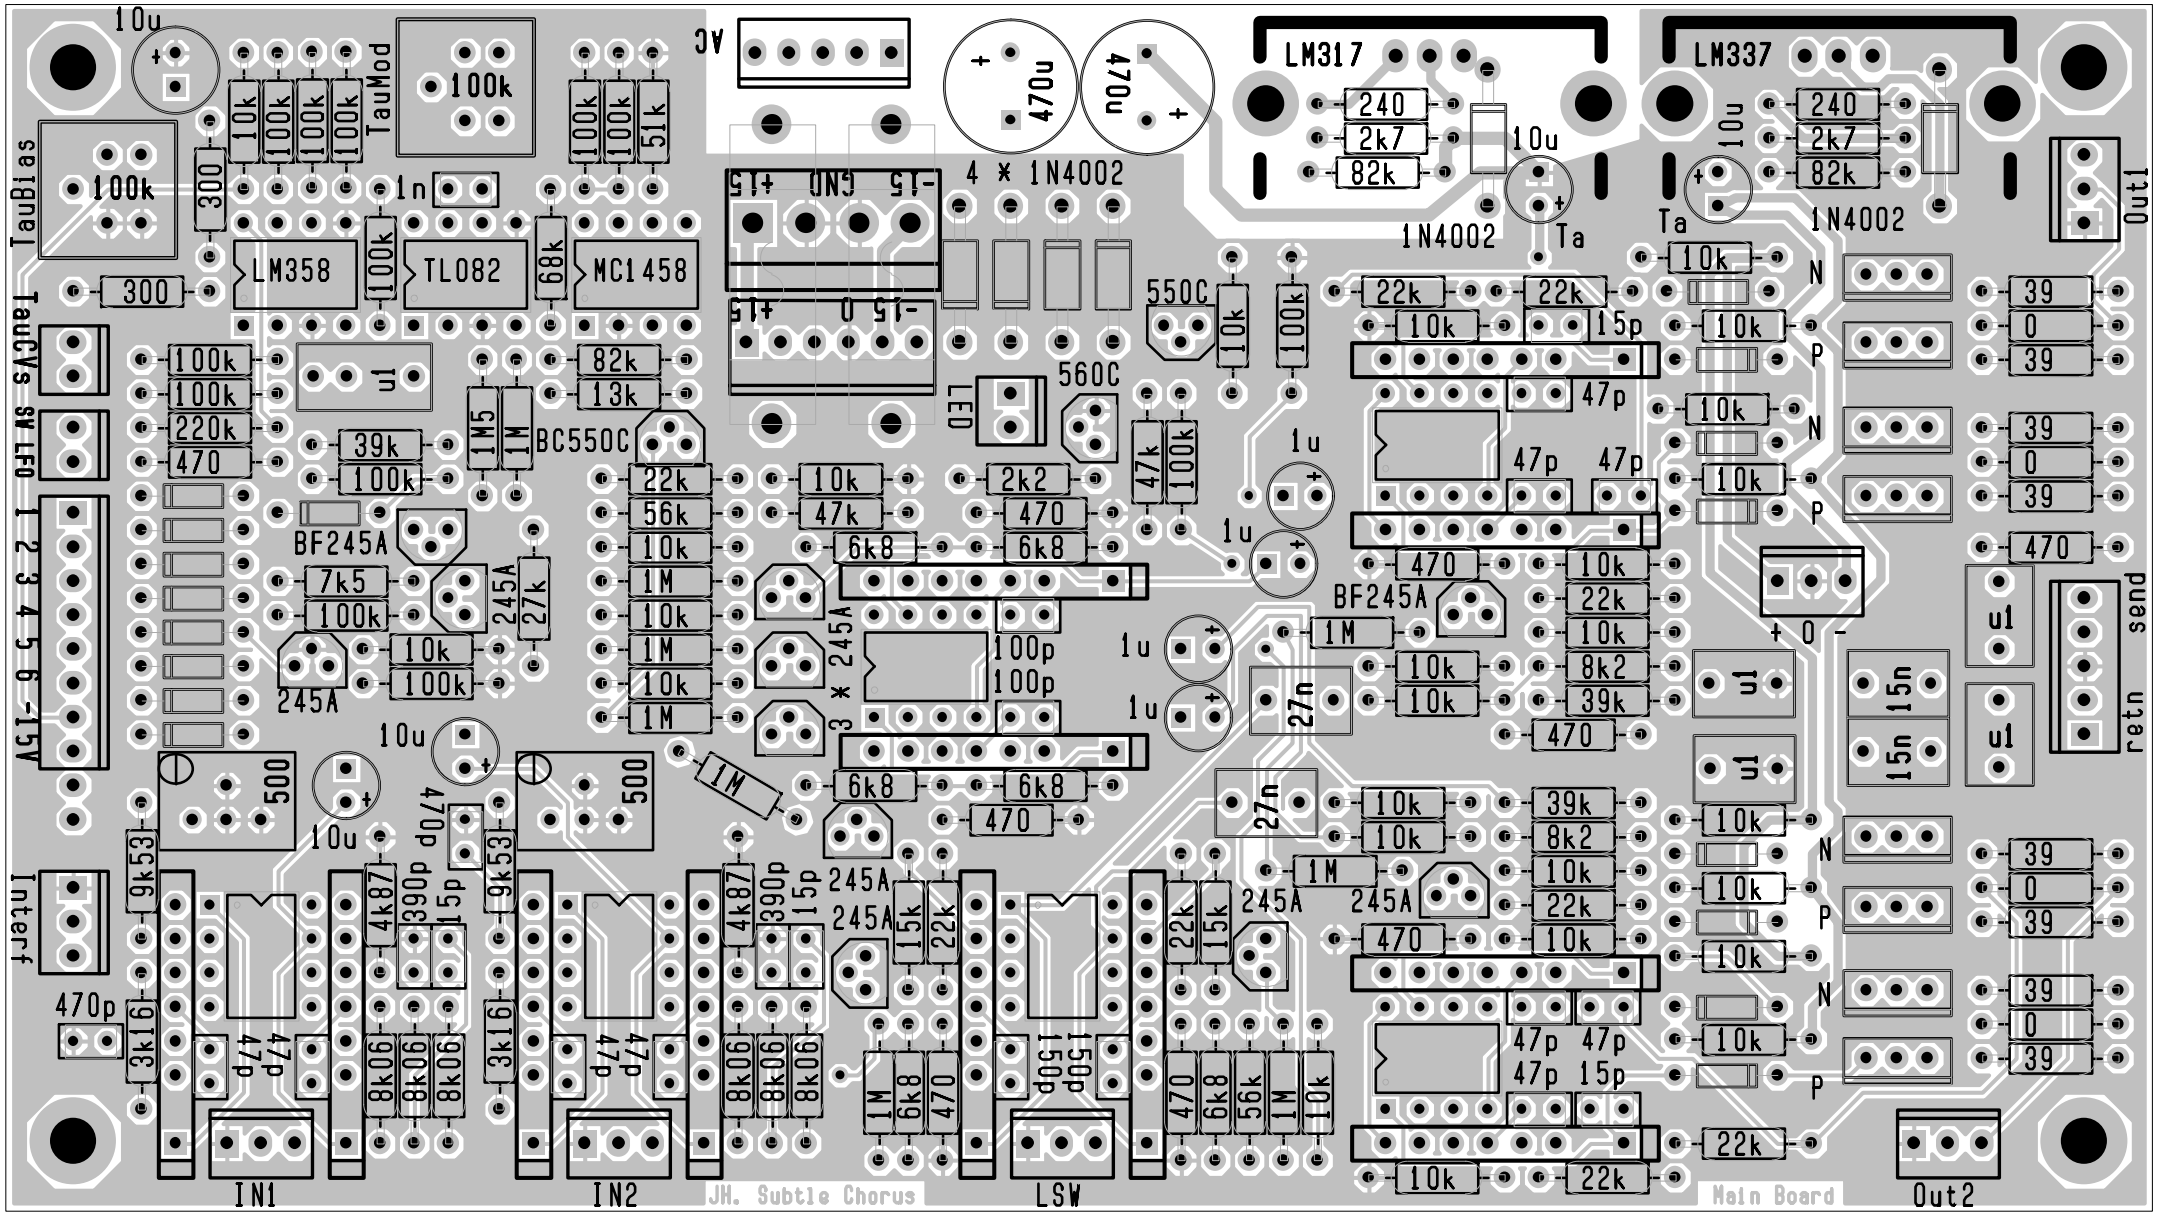 10u
TauMod
100k
AC
470u
470u
LM317
LM337
10k
100k
100k
100k
100k
100k
51k
240
2k7
82k
10u
10u
240
2k7
82k
TauBias
100k
300
1n
4 * 1N4002
+15
GND
-15
1N4002
Ta
Ta
1N4002
Out1
LM358
100k
TL082
68k
MC1458
300
+15
0
-15
550C
10k
100k
22k
22k
10k
15p
10k
N
10k
P
39
0
39
TauCVs
100k
100k
220k
470
u1
82k
13k
1M5
1M
BC550C
LED
560C
47p
10k
N
10k
P
39
0
39
SW LFO
39k
100k
47k
100k
1u
47p
47p
22k
10k
2k2
56k
47k
470
BF245A
1u
10k
6k8
6k8
470
10k
470
1 2 3 4 5 6 -15V
7k5
100k
245A
27k
1M
10k
1M
10k
1M
3 * 245A
100p
100p
BF245A
22k
10k
8k2
39k
470
+ 0 -
u1
send
retn
1M
10k
10k
10k
100k
245A
1u
1u
27n
u1
15n
15n
u1
u1
10u
500
500
10u
470p
1M
6k8
6k8
470
27n
10k
10k
39k
8k2
10k
22k
10k
10k
N
10k
P
10k
N
10k
P
39
0
39
39
0
39
Interf
9k53
4k87
390p
15p
9k53
4k87
390p
15p
245A
245A
15k
22k
22k
15k
245A
1M
245A
470
470p
3k16
47p
47p
8k06
8k06
8k06
3k16
47p
47p
8k06
8k06
8k06
1M
6k8
470
150p
150p
470
6k8
56k
1M
10k
47p
47p
47p
15p
22k
10k
22k
IN1
IN2
JH. Subtle Chorus
LSW
Main Board
Out2